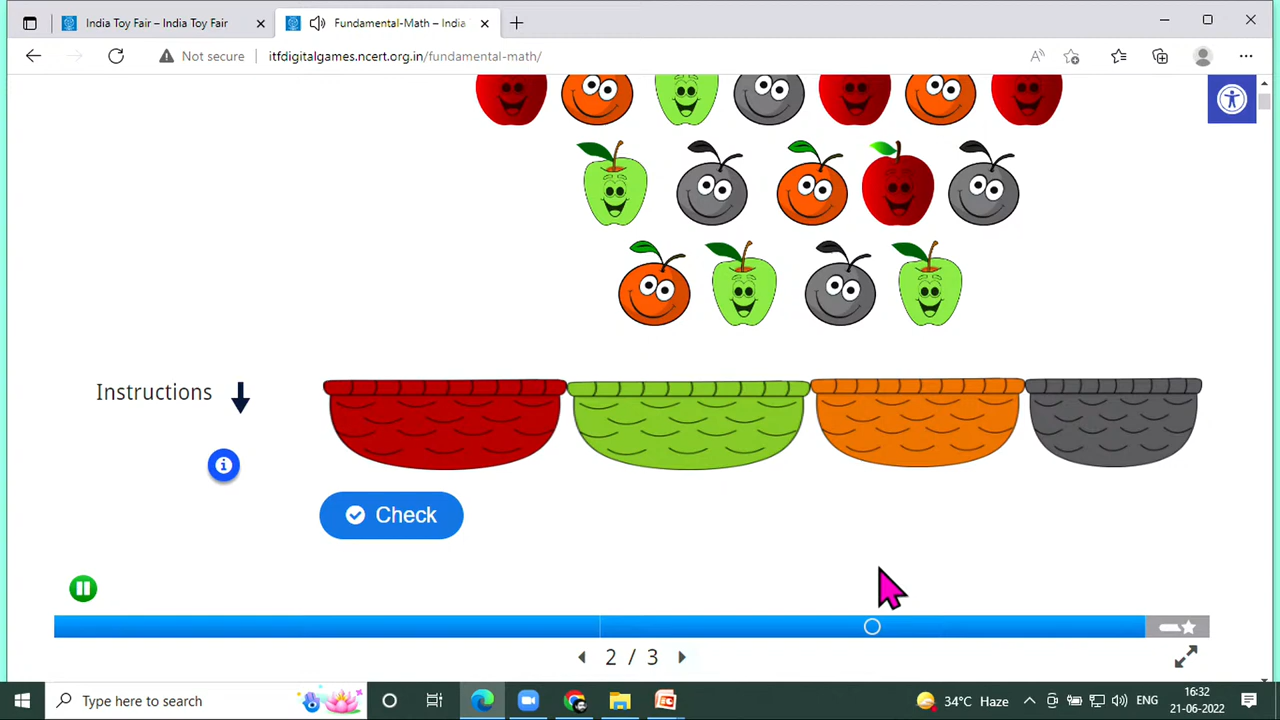 India Toy Fair – India Toy Fair
Fundamental-Math – India
Not secure
itfdigitalgames.ncert.org.in/fundamental-math/
Instructions
Check
2 / 3
Type here to search
34°C Haze
ENG
16:32
21-06-2022